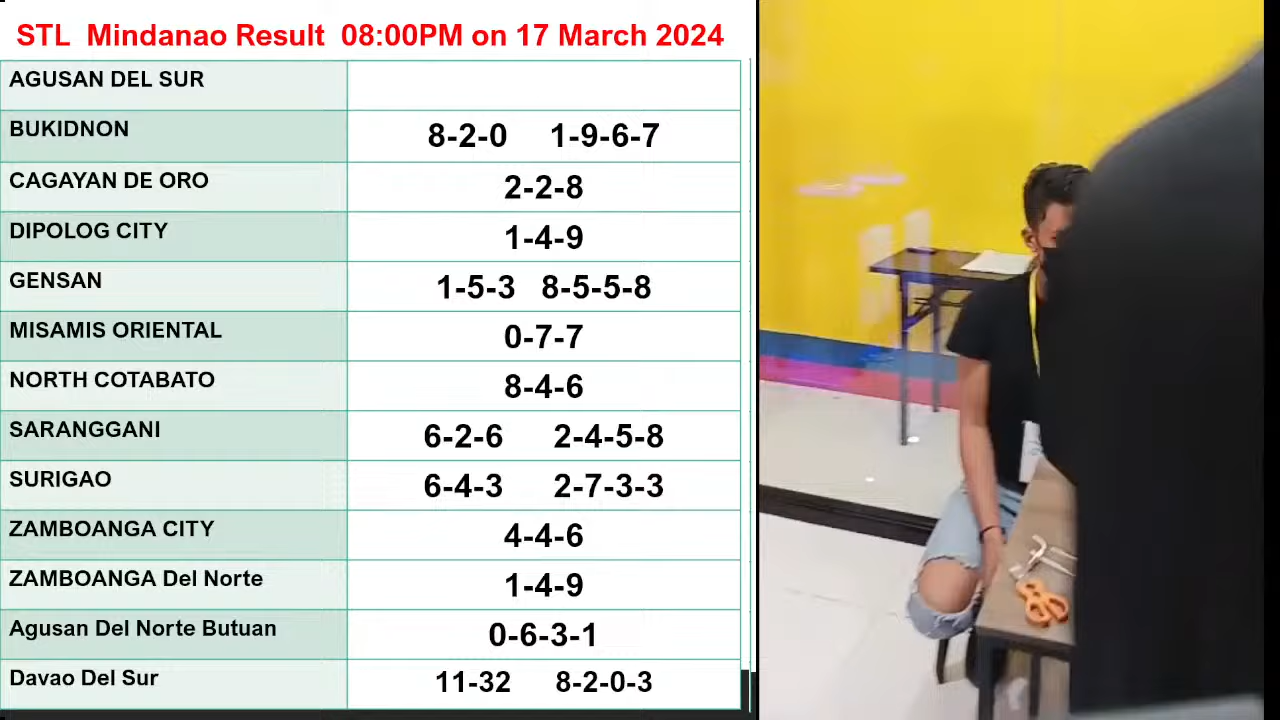 STL Mindanao Result 08:00PM on 17 March 2024
AGUSAN DEL SUR
BUKIDNON 8-2-0 1-9-6-7
CAGAYAN DE ORO 2-2-8
DIPOLOG CITY 1-4-9
GENSAN 1-5-3 8-5-5-8
MISAMIS ORIENTAL 0-7-7
NORTH COTABATO 8-4-6
SARANGGANI 6-2-6 2-4-5-8
SURIGAO 6-4-3 2-7-3-3
ZAMBOANGA CITY 4-4-6
ZAMBOANGA Del Norte 1-4-9
Agusan Del Norte Butuan 0-6-3-1
Davao Del Sur 11-32 8-2-0-3